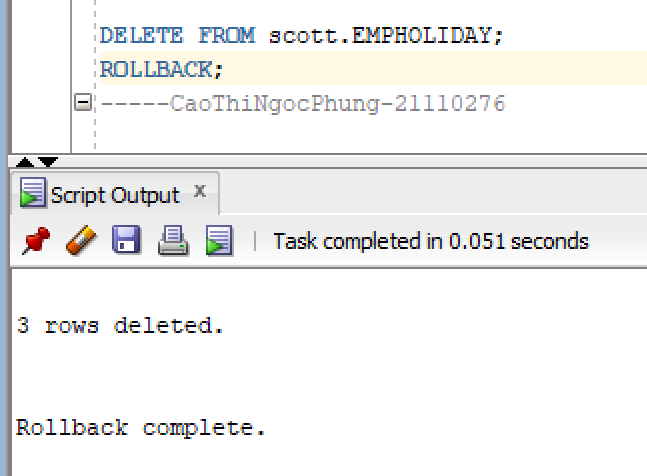 DELETE FROM scott.EMPHOLIDAY;
ROLLBACK;
-----CaoThiNgocPhung-21110276
Script Output x
Task completed in 0.051 seconds
3 rows deleted.
Rollback complete.